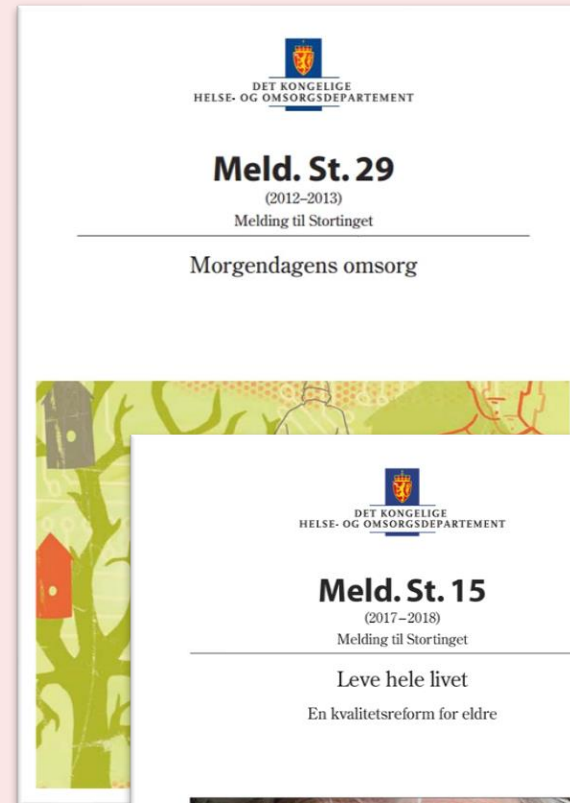 DET KONGELIGE
HELSE- OG OMSORGSDEPARTEMENT
Meld. St. 29
(2012–2013)
Melding til Stortinget
Morgendagens omsorg
DET KONGELIGE
HELSE- OG OMSORGSDEPARTEMENT
Meld. St. 15
(2017–2018)
Melding til Stortinget
Leve hele livet
En kvalitetsreform for eldre